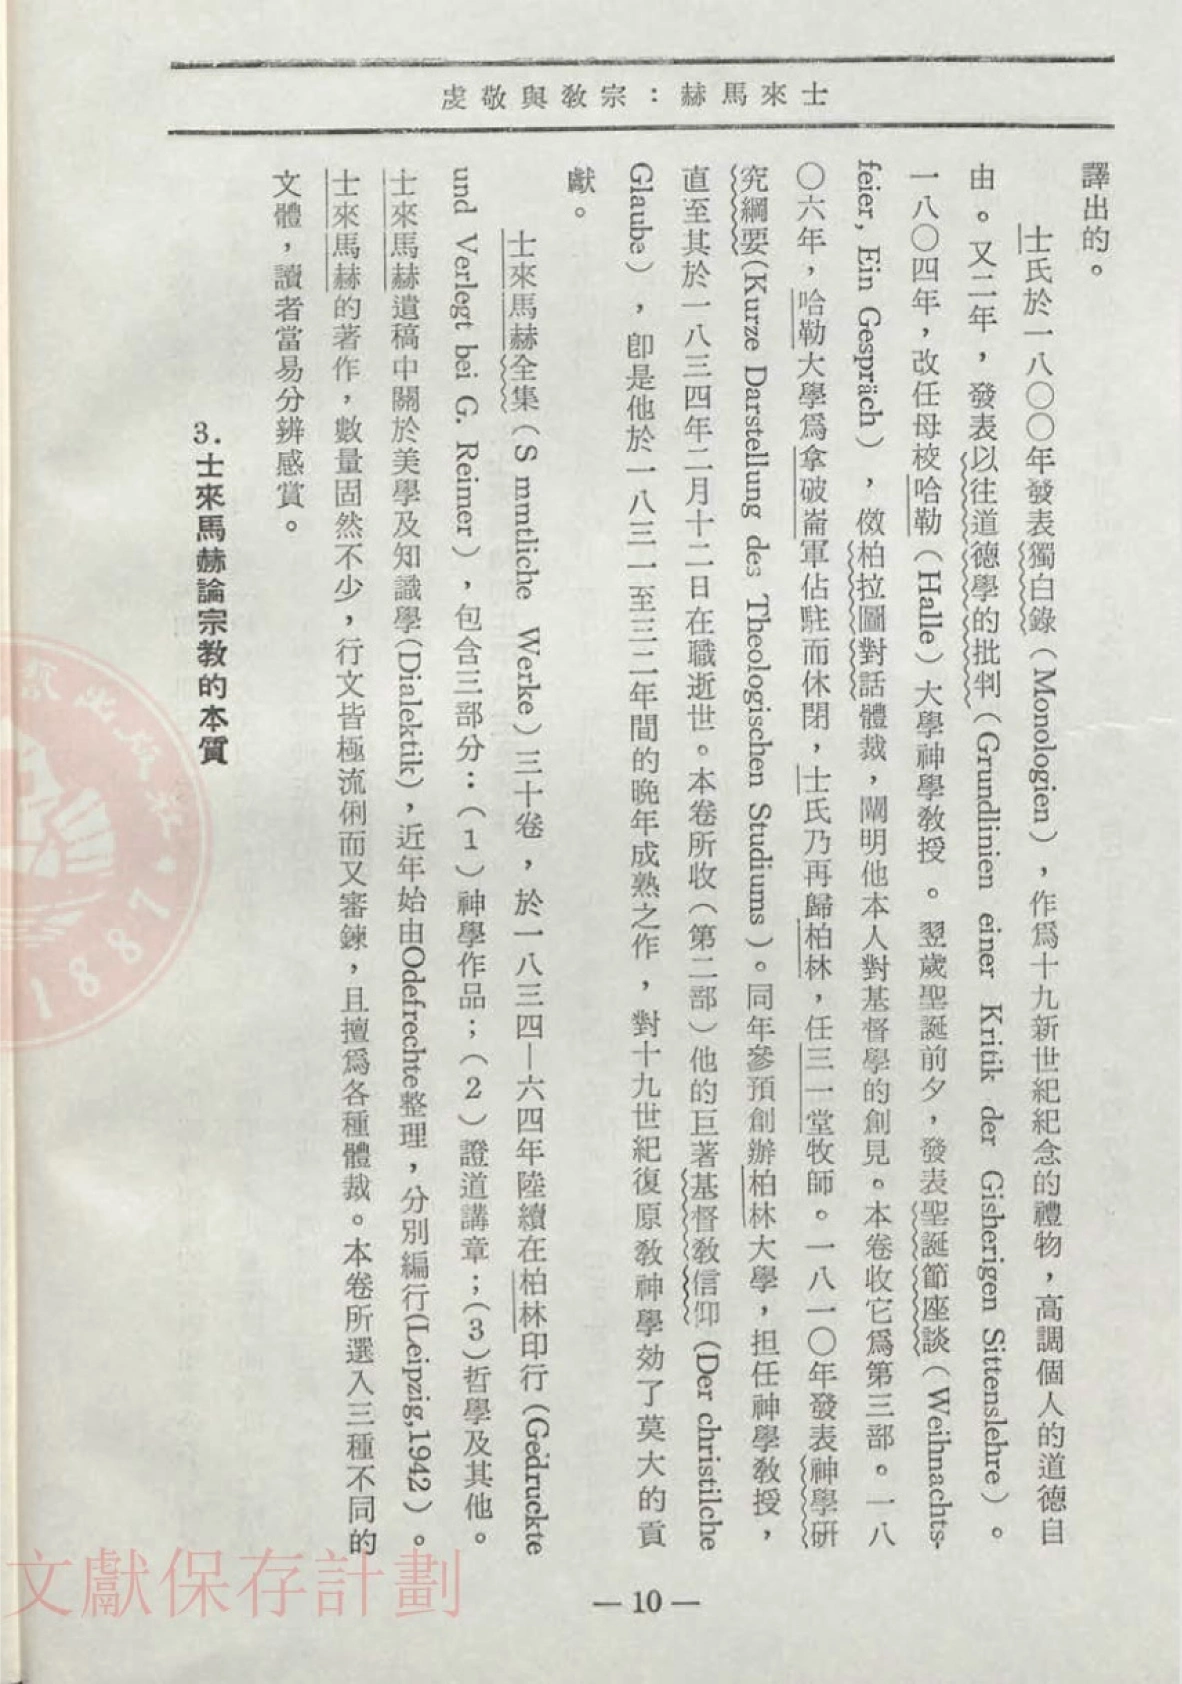 士來馬赫：宗教與敬虔
譯出的。
士氏於一八〇〇年發表獨白錄（Monologien），作爲十九新世紀紀念的禮物，高調個人的道德自
由。又二年，發表以往道德學的批判（Grundlinien einer Kritik der Gisherigen Sittenslehre）。
一八〇四年，改任母校哈勒（Halle）大學神學教授。翌歲聖誕前夕，發表聖誕節座談（Weihnachts-
feier, Ein Gespräch），倣柏拉圖對話體裁，闡明他本人對基督學的創見。本卷收它爲第三部。一八
〇六年，哈勒大學爲拿破崙軍佔駐而休閉，士氏乃再歸柏林，任三一堂牧師。一八一〇年發表神學研
究綱要(Kurze Darstellung des Theologischen Studiums)。同年參預創辦柏林大學，担任神學教授，
直至其於一八三四年二月十二日在職逝世。本卷所收（第二部）他的巨著基督教信仰(Der christilche
Glaube)，卽是他於一八三一至三二年間的晚年成熟之作，對十九世紀復原教神學効了莫大的貢
獻。
士來馬赫全集（S mmtliche Werke）三十卷，於一八三四—六四年陸續在柏林印行（Gedruckte
und Verlegt bei G. Reimer），包含三部分：（1）神學作品；（2）證道講章；（3）哲學及其他。
士來馬赫遺稿中關於美學及知識學(Dialektik)，近年始由Odefrechte整理，分別編行(Leipzig,1942)。
士來馬赫的著作，數量固然不少，行文皆極流俐而又審鍊，且擅爲各種體裁。本卷所選入三種不同的
文體，讀者當易分辨感賞。
3.士來馬赫論宗教的本質
—10—
1887
文獻保存計劃